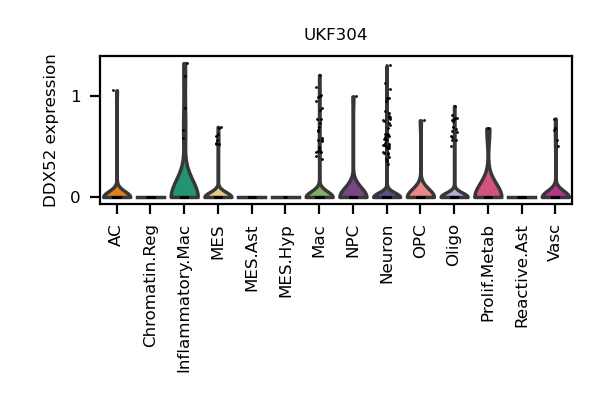 UKF304
DDX52 expression
1
0
AC
Chromatin.Reg
Inflammatory.Mac
MES
MES.Ast
MES.Hyp
Mac
NPC
Neuron
OPC
Oligo
Prolif.Metab
Reactive.Ast
Vasc